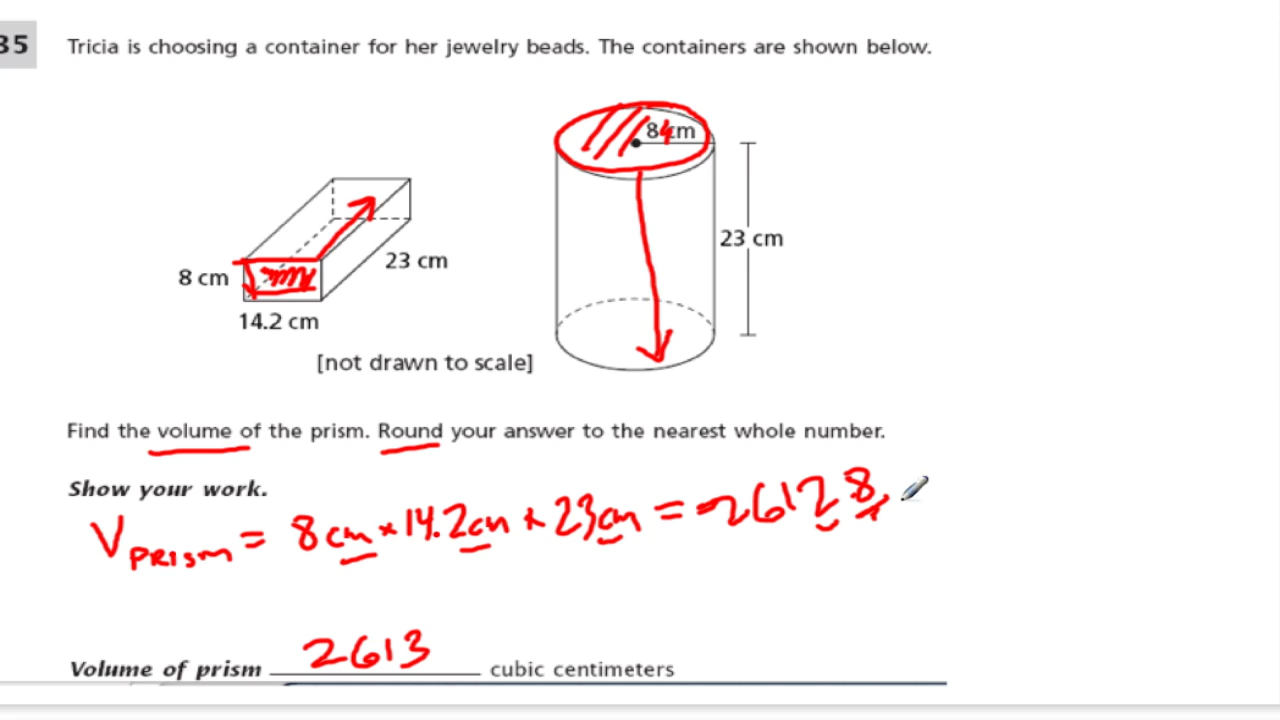 35
Tricia is choosing a container for her jewelry beads. The containers are shown below.
8 cm
8 cm
4
23 cm
23 cm
14.2 cm
[not drawn to scale]
Find the volume of the prism. Round your answer to the nearest whole number.
Show your work.
VPRISM = 8cm × 14.2cm × 23cm = 2612.8
Volume of prism 2613 cubic centimeters